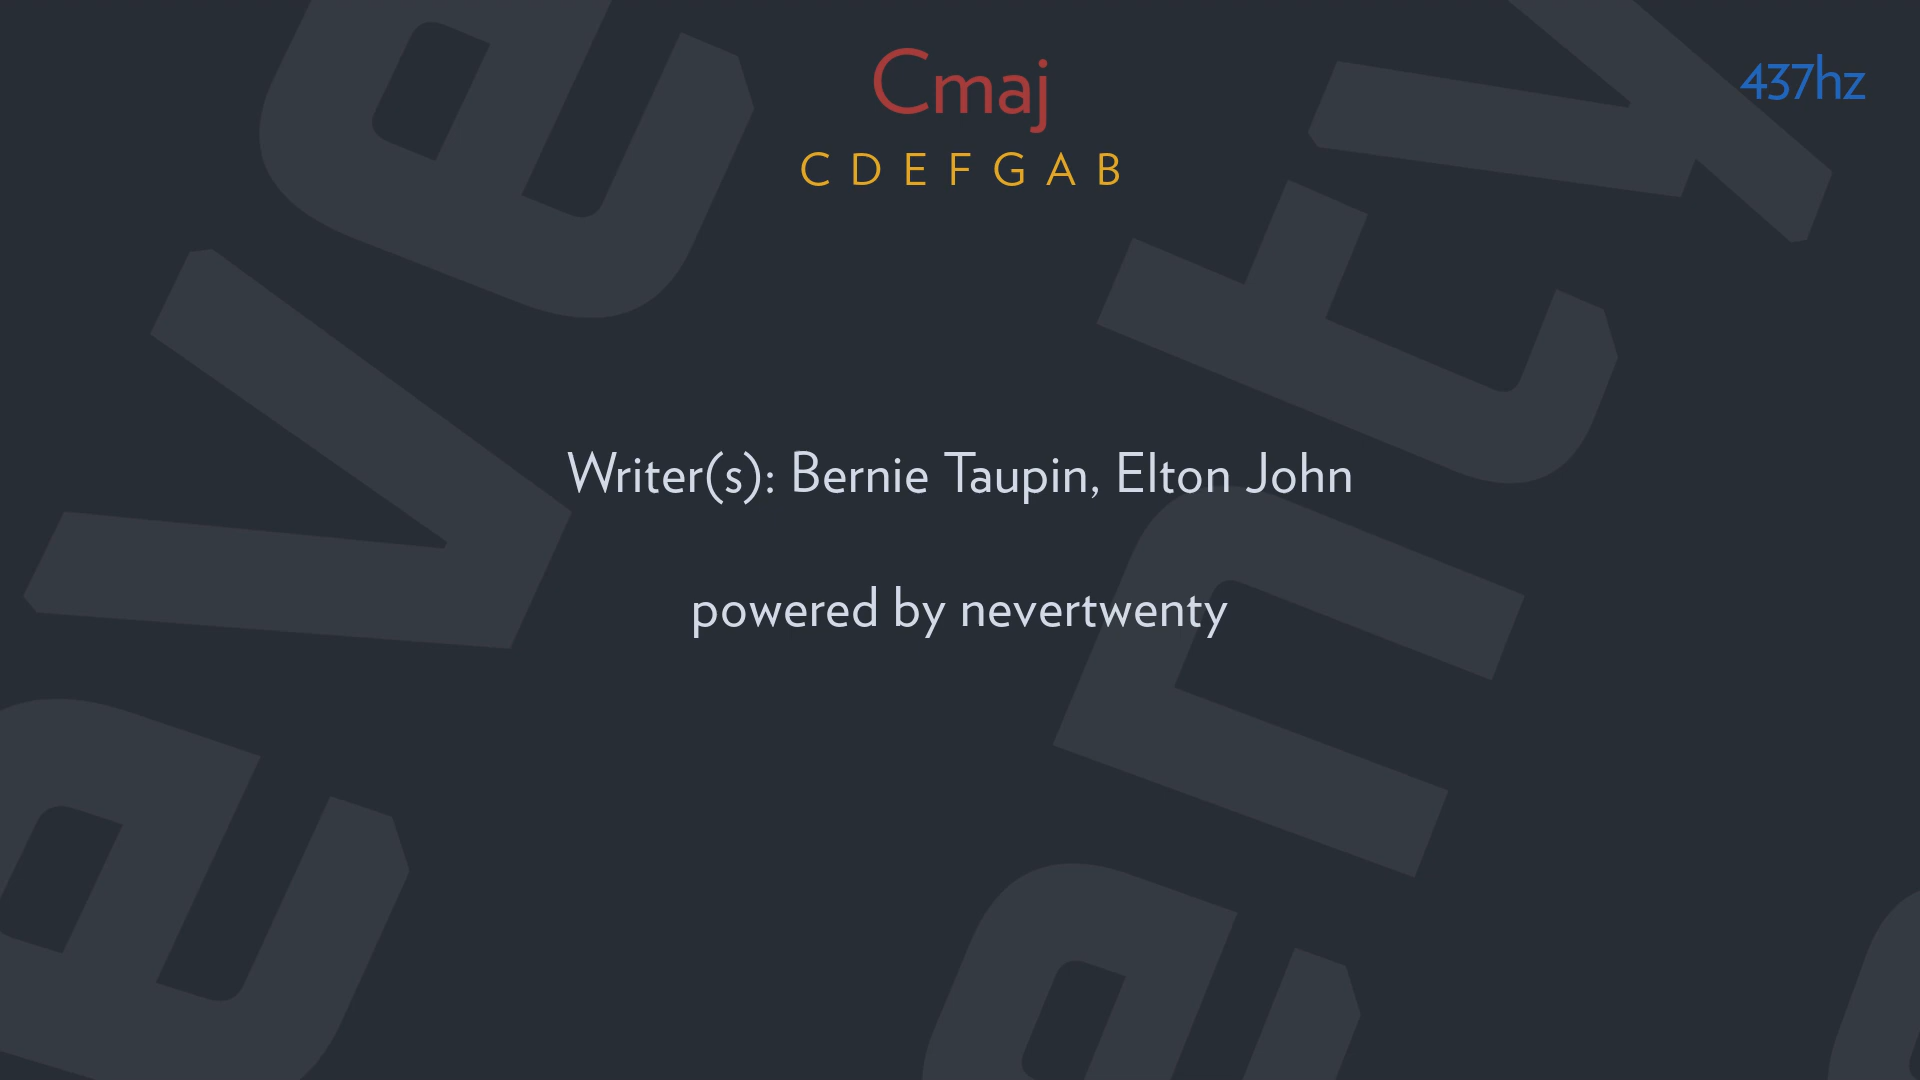 Cmaj
437hz
C D E F G A B
Writer(s): Bernie Taupin, Elton John
powered by nevertwenty